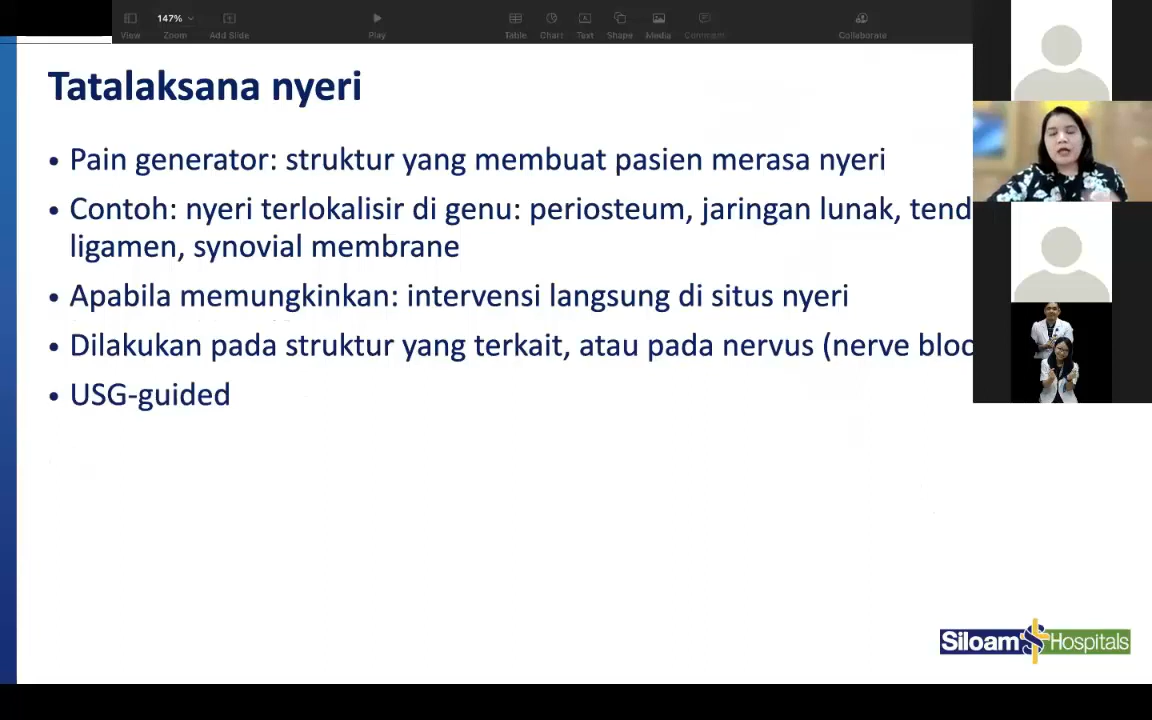 147%
View
Zoom
Add Slide
Play
Table
Chart
Text
Shape
Media
Comment
Collaborate
Tatalaksana nyeri
• Pain generator: struktur yang membuat pasien merasa nyeri
• Contoh: nyeri terlokalisir di genu: periosteum, jaringan lunak, tend
ligamen, synovial membrane
• Apabila memungkinkan: intervensi langsung di situs nyeri
• Dilakukan pada struktur yang terkait, atau pada nervus (nerve bloc
• USG-guided
Siloam Hospitals